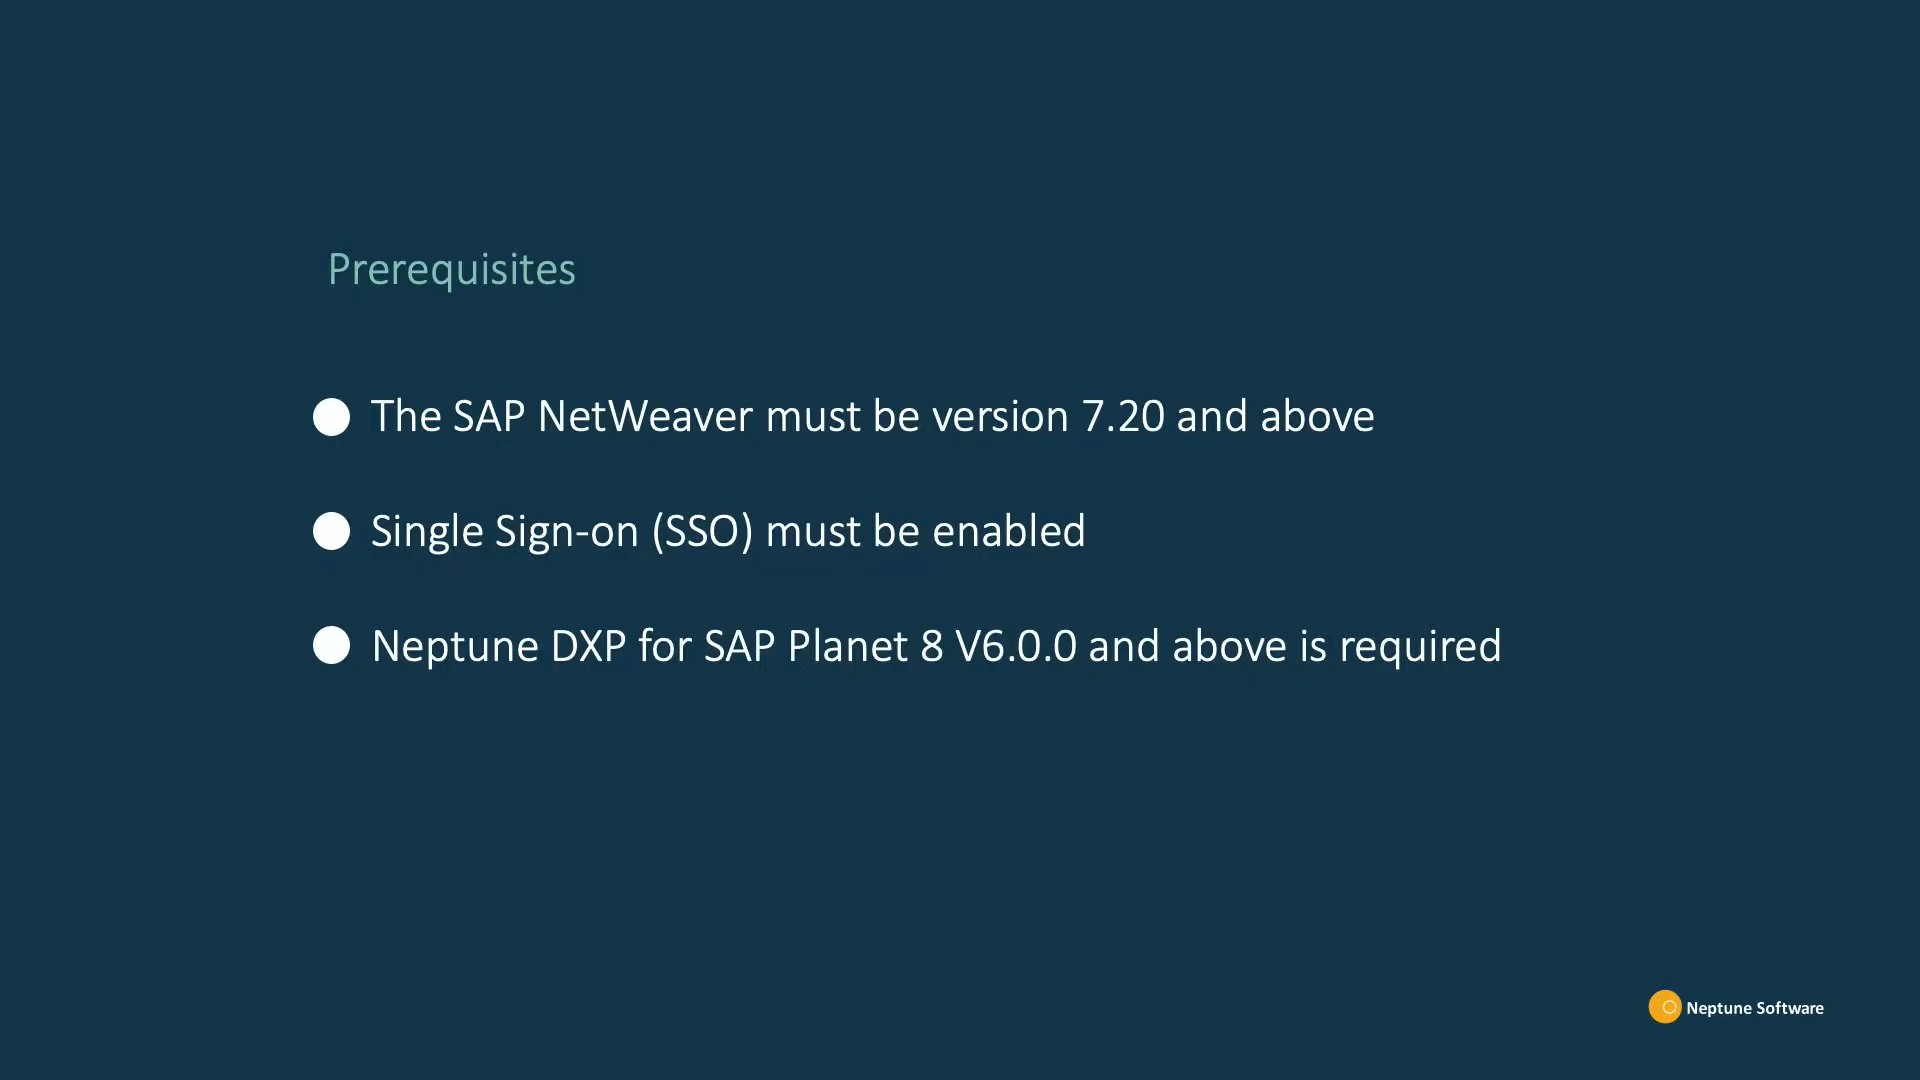 Prerequisites
The SAP NetWeaver must be version 7.20 and above
Single Sign-on (SSO) must be enabled
Neptune DXP for SAP Planet 8 V6.0.0 and above is required
Neptune Software